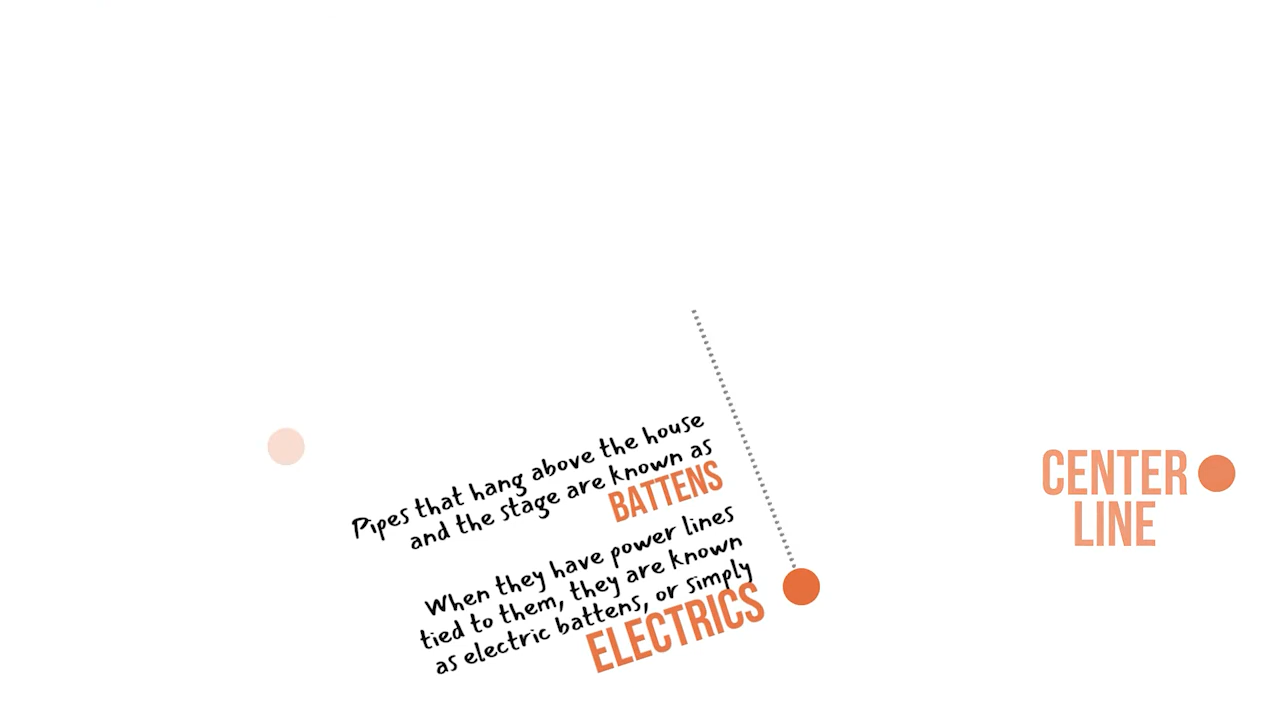 Pipes that hang above the house
and the stage are known as
BATTENS
When they have power lines
tied to them, they are known
as electric battens, or simply
ELECTRICS
CENTER
LINE